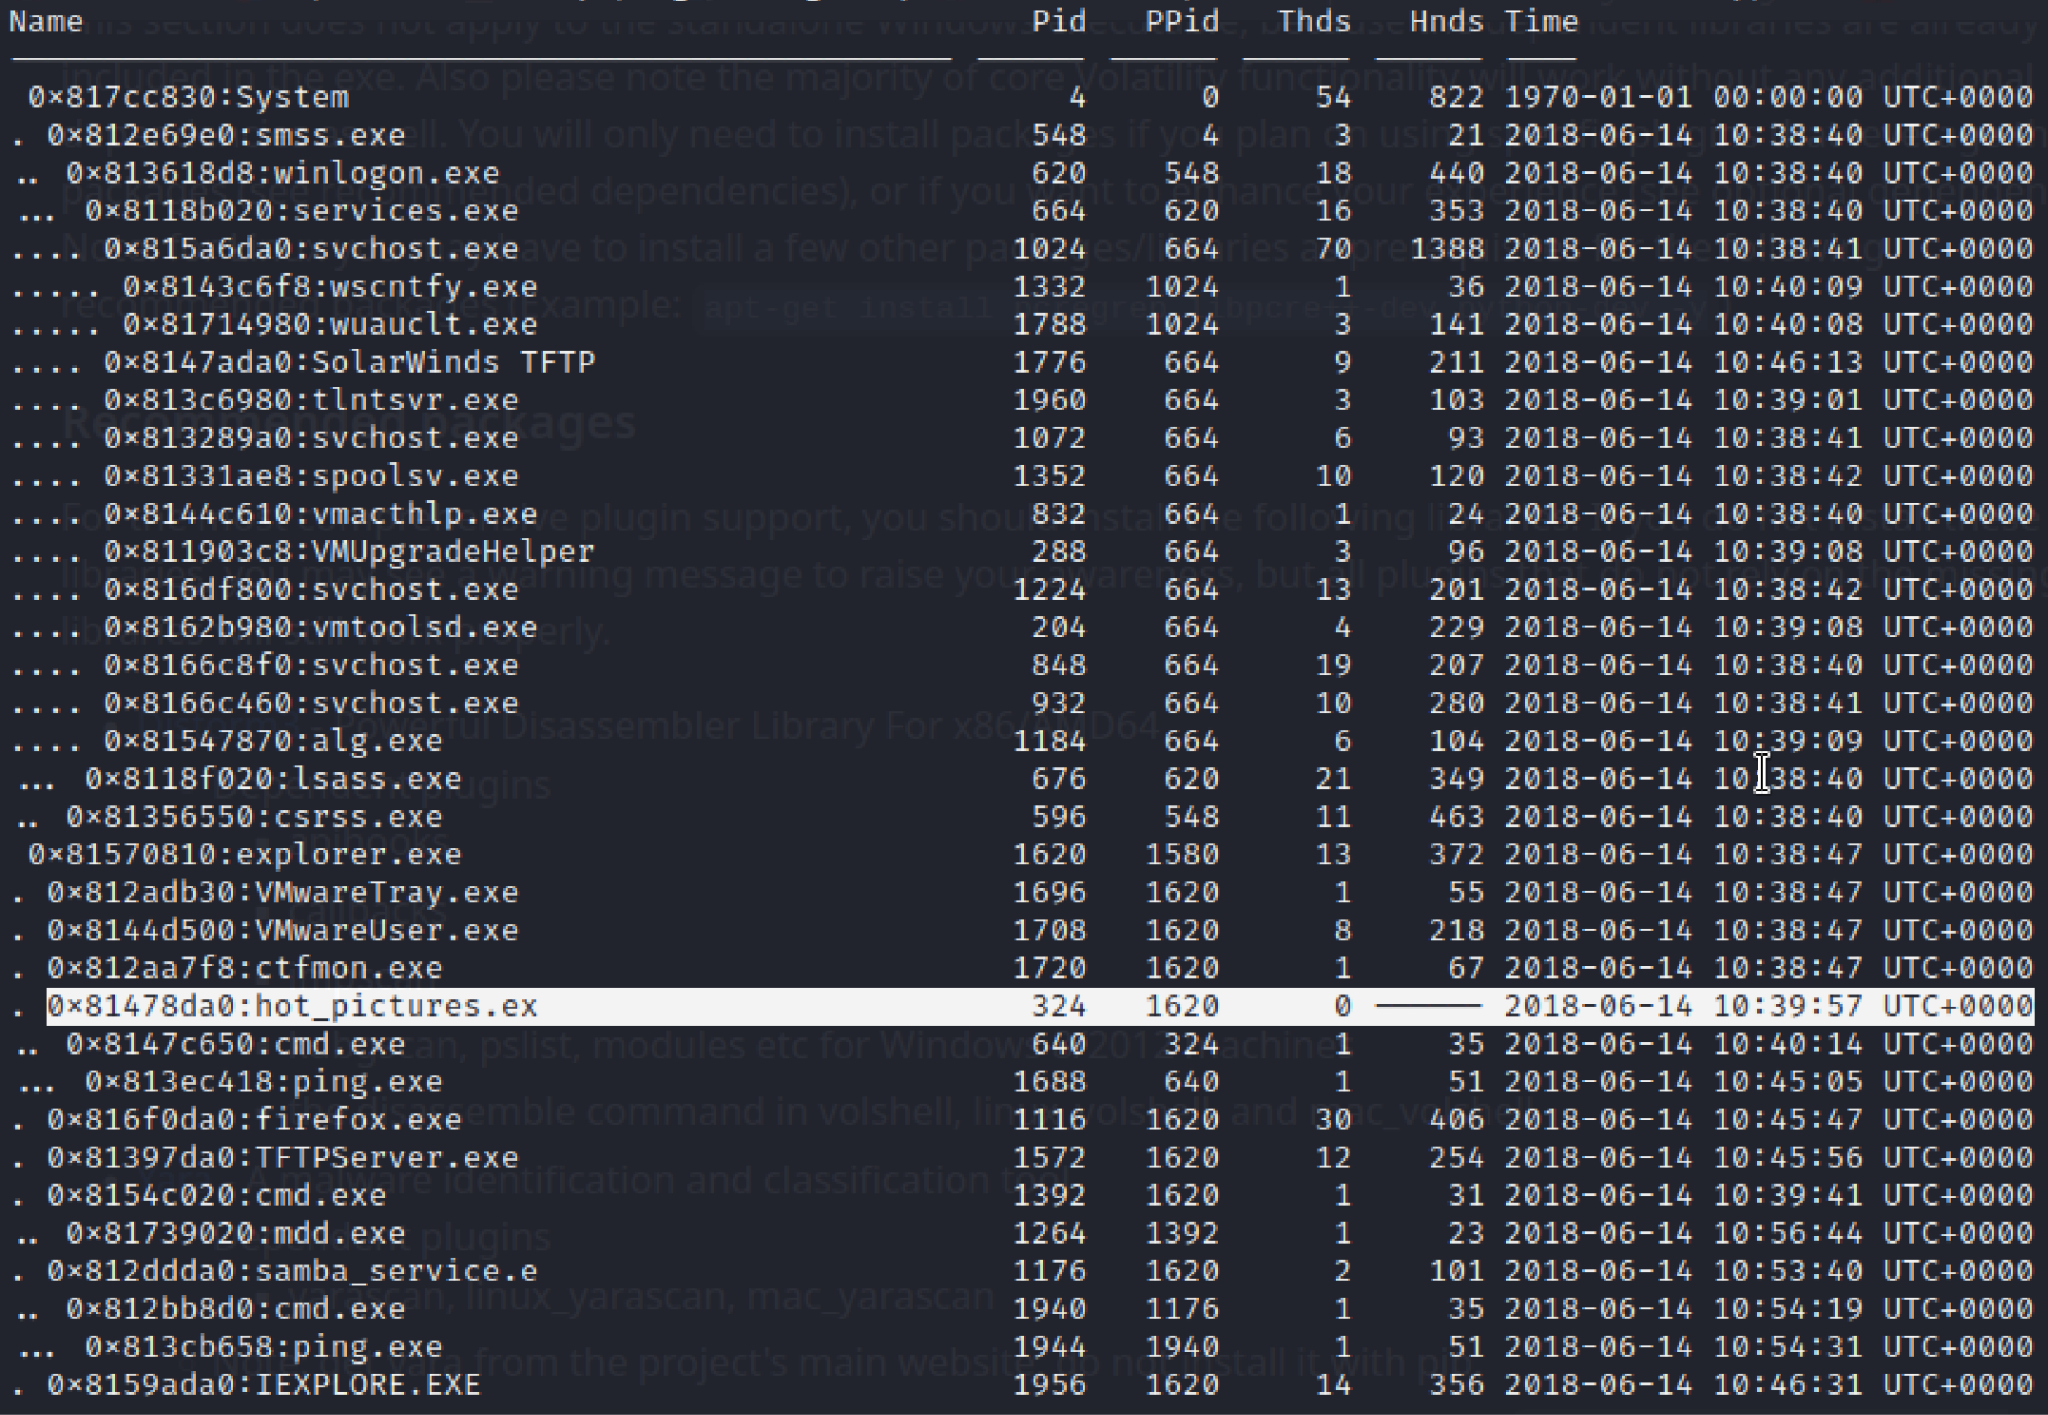 Name Pid PPid Thds Hnds Time
0×817cc830:System 4 0 54 822 1970-01-01 00:00:00 UTC+0000
. 0×812e69e0:smss.exe 548 4 3 21 2018-06-14 10:38:40 UTC+0000
.. 0×813618d8:winlogon.exe 620 548 18 440 2018-06-14 10:38:40 UTC+0000
... 0×8118b020:services.exe 664 620 16 353 2018-06-14 10:38:40 UTC+0000
.... 0×815a6da0:svchost.exe 1024 664 70 1388 2018-06-14 10:38:41 UTC+0000
..... 0×8143c6f8:wscntfy.exe 1332 1024 1 36 2018-06-14 10:40:09 UTC+0000
..... 0×81714980:wuauclt.exe 1788 1024 3 141 2018-06-14 10:40:08 UTC+0000
.... 0×8147ada0:SolarWinds TFTP 1776 664 9 211 2018-06-14 10:46:13 UTC+0000
.... 0×813c6980:tlntsvr.exe 1960 664 3 103 2018-06-14 10:39:01 UTC+0000
.... 0×813289a0:svchost.exe 1072 664 6 93 2018-06-14 10:38:41 UTC+0000
.... 0×81331ae8:spoolsv.exe 1352 664 10 120 2018-06-14 10:38:42 UTC+0000
.... 0×8144c610:vmacthlp.exe 832 664 1 24 2018-06-14 10:38:40 UTC+0000
.... 0×811903c8:VMUpgradeHelper 288 664 3 96 2018-06-14 10:39:08 UTC+0000
.... 0×816df800:svchost.exe 1224 664 13 201 2018-06-14 10:38:42 UTC+0000
.... 0×8162b980:vmtoolsd.exe 204 664 4 229 2018-06-14 10:39:08 UTC+0000
.... 0×8166c8f0:svchost.exe 848 664 19 207 2018-06-14 10:38:40 UTC+0000
.... 0×8166c460:svchost.exe 932 664 10 280 2018-06-14 10:38:41 UTC+0000
.... 0×81547870:alg.exe 1184 664 6 104 2018-06-14 10:39:09 UTC+0000
... 0×8118f020:lsass.exe 676 620 21 349 2018-06-14 10:38:40 UTC+0000
.. 0×81356550:csrss.exe 596 548 11 463 2018-06-14 10:38:40 UTC+0000
0×81570810:explorer.exe 1620 1580 13 372 2018-06-14 10:38:47 UTC+0000
. 0×812adb30:VMwareTray.exe 1696 1620 1 55 2018-06-14 10:38:47 UTC+0000
. 0×8144d500:VMwareUser.exe 1708 1620 8 218 2018-06-14 10:38:47 UTC+0000
. 0×812aa7f8:ctfmon.exe 1720 1620 1 67 2018-06-14 10:38:47 UTC+0000
. 0×81478da0:hot_pictures.ex 324 1620 0 ------ 2018-06-14 10:39:57 UTC+0000
.. 0×8147c650:cmd.exe 640 324 1 35 2018-06-14 10:40:14 UTC+0000
... 0×813ec418:ping.exe 1688 640 1 51 2018-06-14 10:45:05 UTC+0000
. 0×816f0da0:firefox.exe 1116 1620 30 406 2018-06-14 10:45:47 UTC+0000
. 0×81397da0:TFTPServer.exe 1572 1620 12 254 2018-06-14 10:45:56 UTC+0000
. 0×8154c020:cmd.exe 1392 1620 1 31 2018-06-14 10:39:41 UTC+0000
.. 0×81739020:mdd.exe 1264 1392 1 23 2018-06-14 10:56:44 UTC+0000
. 0×812ddda0:samba_service.e 1176 1620 2 101 2018-06-14 10:53:40 UTC+0000
.. 0×812bb8d0:cmd.exe 1940 1176 1 35 2018-06-14 10:54:19 UTC+0000
... 0×813cb658:ping.exe 1944 1940 1 51 2018-06-14 10:54:31 UTC+0000
. 0×8159ada0:IEXPLORE.EXE 1956 1620 14 356 2018-06-14 10:46:31 UTC+0000